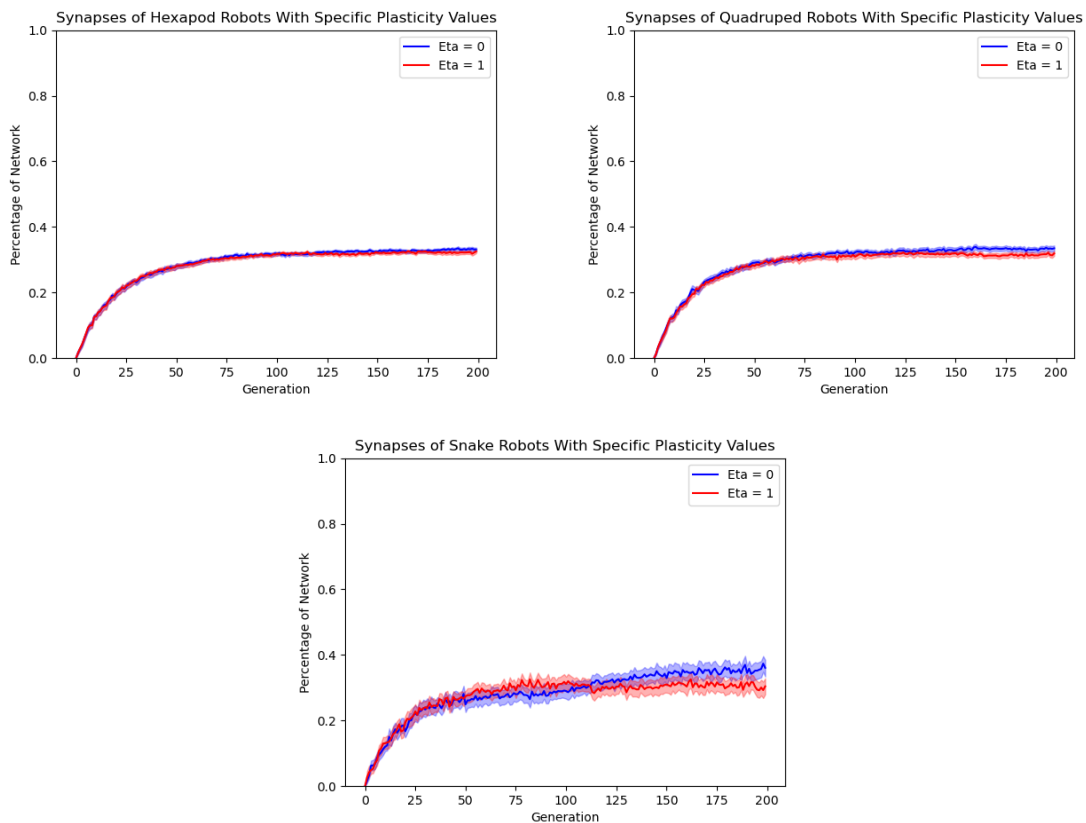 Synapses of Hexapod Robots With Specific Plasticity Values
1.0
0.8
0.6
0.4
0.2
0.0
Percentage of Network
Eta = 0
Eta = 1
0 25 50 75 100 125 150 175 200
Generation
Synapses of Quadruped Robots With Specific Plasticity Values
1.0
0.8
0.6
0.4
0.2
0.0
Percentage of Network
Eta = 0
Eta = 1
0 25 50 75 100 125 150 175 200
Generation
Synapses of Snake Robots With Specific Plasticity Values
1.0
0.8
0.6
0.4
0.2
0.0
Percentage of Network
Eta = 0
Eta = 1
0 25 50 75 100 125 150 175 200
Generation